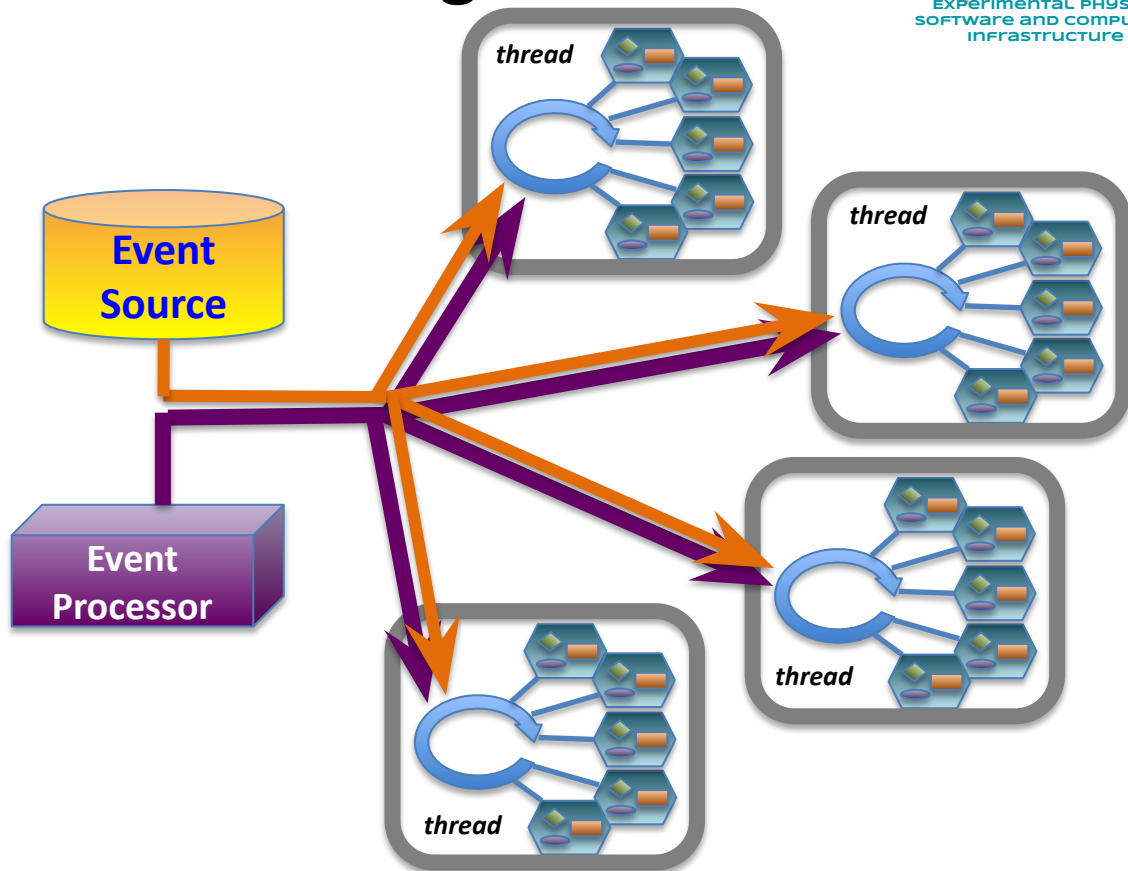 Experimental Phys
Software and Compu
Infrastructure
thread
thread
Event
Source
Event
Processor
thread
thread